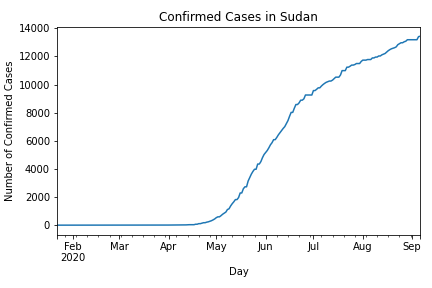 Confirmed Cases in Sudan
14000
12000
10000
8000
6000
4000
2000
0
Number of Confirmed Cases
Feb Mar Apr May Jun Jul Aug Sep
2020
Day